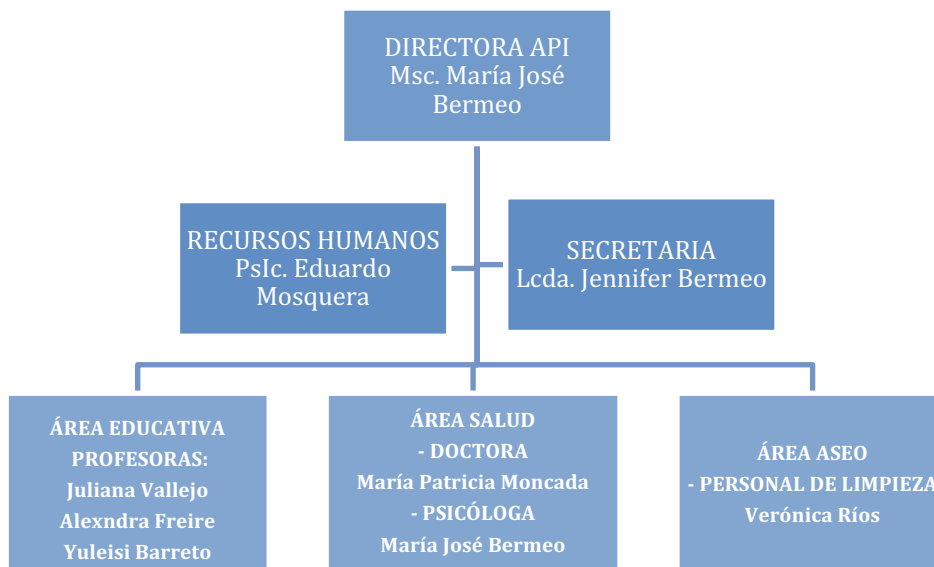 DIRECTORA API
Msc. María José
Bermeo
RECURSOS HUMANOS
PsIc. Eduardo
Mosquera
SECRETARIA
Lcda. Jennifer Bermeo
ÁREA EDUCATIVA
PROFESORAS:
Juliana Vallejo
Alexndra Freire
Yuleisi Barreto
ÁREA SALUD
- DOCTORA
María Patricia Moncada
- PSICÓLOGA
María José Bermeo
ÁREA ASEO
- PERSONAL DE LIMPIEZA
Verónica Ríos